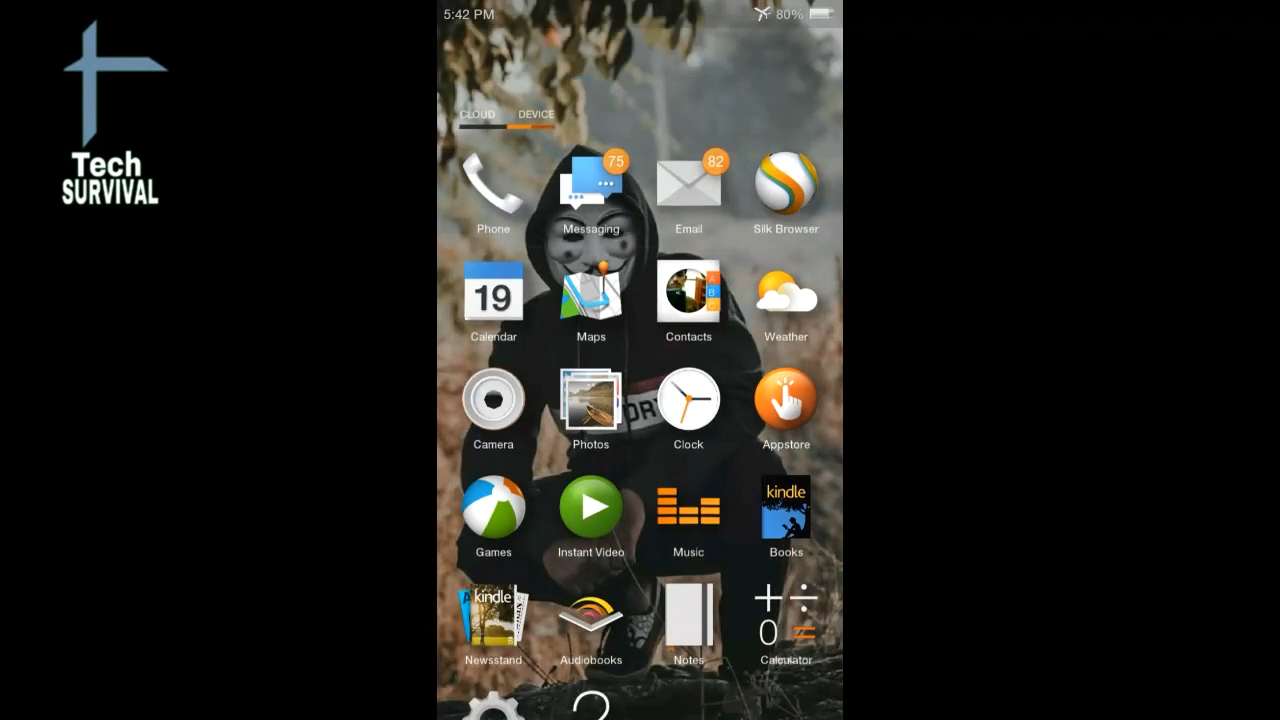 5:42 PM
80%
Tech
SURVIVAL
CLOUD DEVICE
75
82
Phone
Messaging
Email
Silk Browser
19
A
B
Calendar
Maps
Contacts
Weather
Camera
Photos
Clock
Appstore
kindle
Games
Instant Video
Music
Books
kindle
+ ÷
0 =
Newsstand
Audiobooks
Notes
Calculator
?